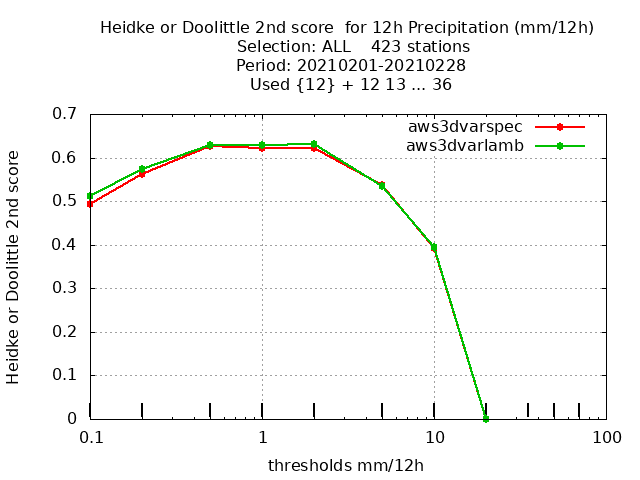 Heidke or Doolittle 2nd score  for 12h Precipitation (mm/12h)
Selection: ALL    423 stations
Period: 20210201-20210228
Used {12} + 12 13 ... 36
aws3dvarspec
aws3dvarlamb
Heidke or Doolittle 2nd score
0.7
0.6
0.5
0.4
0.3
0.2
0.1
0
0.1 1 10 100
thresholds mm/12h